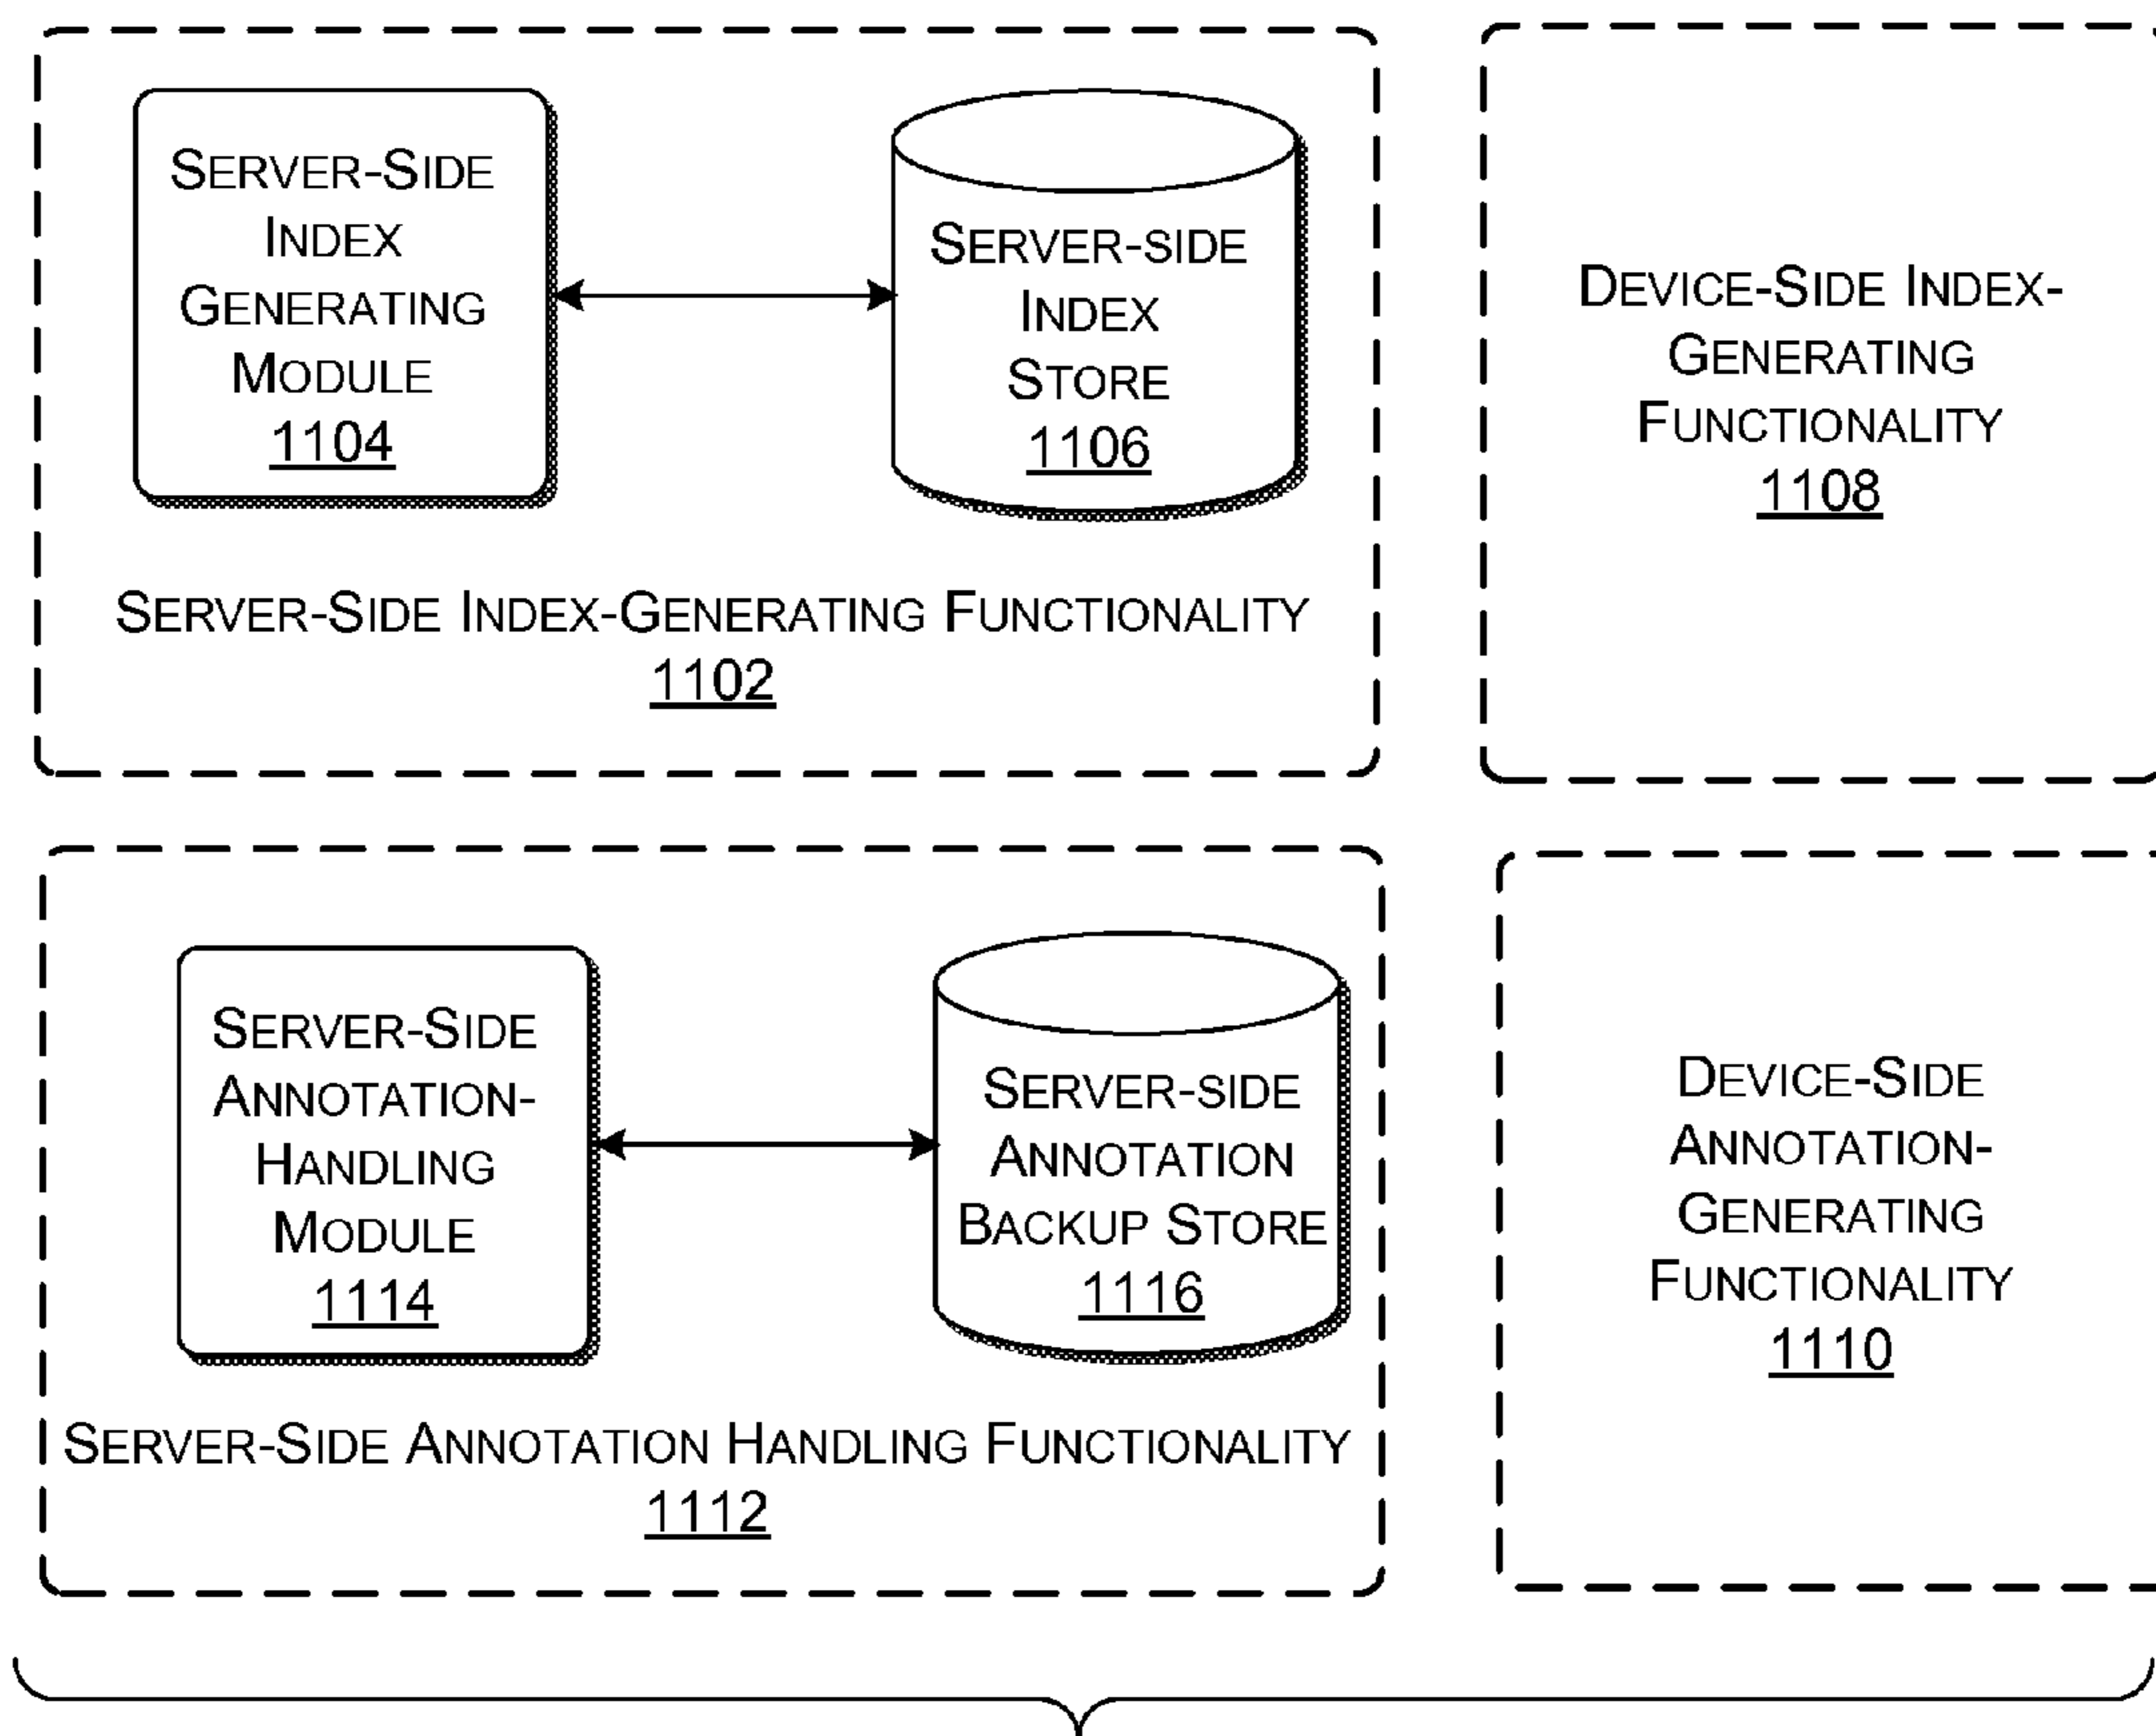 SERVER-SIDE
INDEX
GENERATING
MODULE
1104
SERVER-SIDE
INDEX
STORE
1106
SERVER-SIDE INDEX-GENERATING FUNCTIONALITY
1102
DEVICE-SIDE INDEX-
GENERATING
FUNCTIONALITY
1108
SERVER-SIDE
ANNOTATION-
HANDLING
MODULE
1114
SERVER-SIDE
ANNOTATION
BACKUP STORE
1116
SERVER-SIDE ANNOTATION HANDLING FUNCTIONALITY
1112
DEVICE-SIDE
ANNOTATION-
GENERATING
FUNCTIONALITY
1110